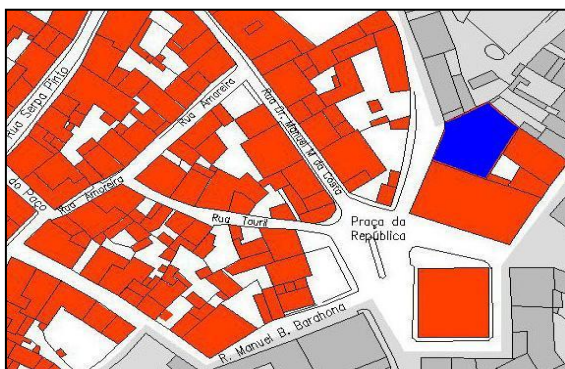 Rua Serpa Pinto
Rua Amoreira
Rua Dr. Manuel M da Costa
do Paço
Rua Amoreira
Rua Touril
Praça da
República
R. Manuel B. Barahona